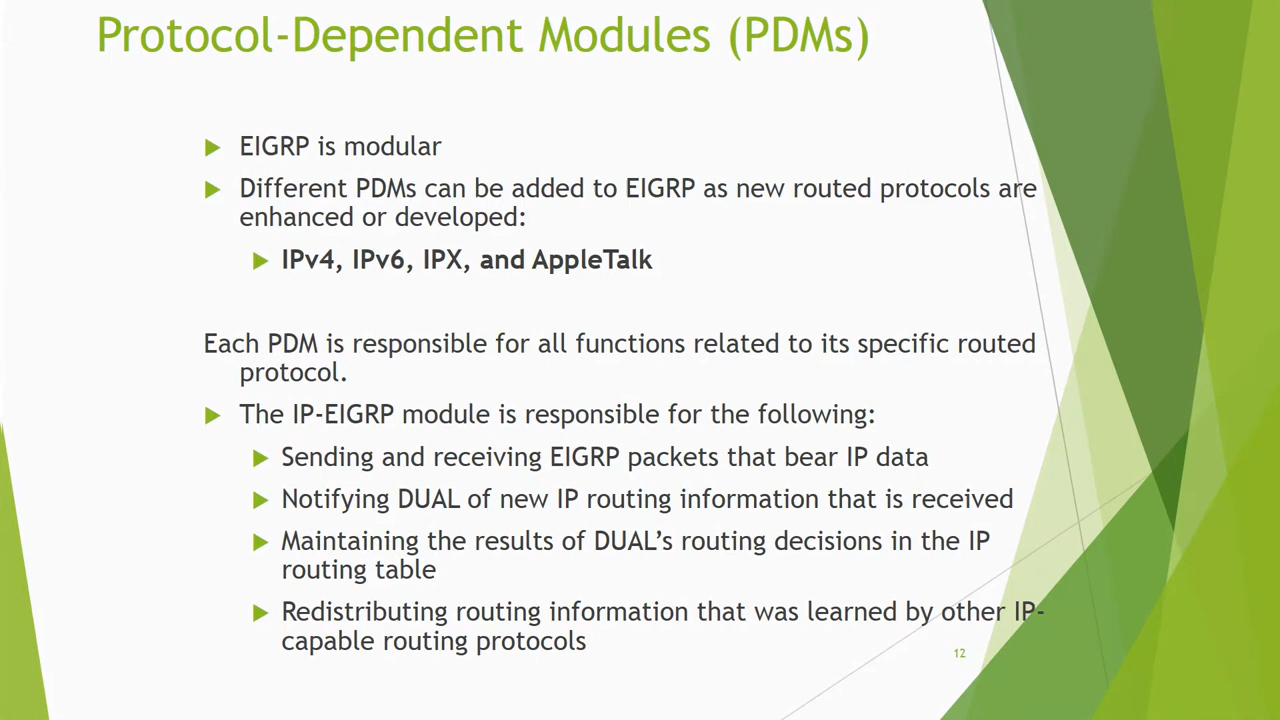 Protocol-Dependent Modules (PDMs)
EIGRP is modular
Different PDMs can be added to EIGRP as new routed protocols are
enhanced or developed:
IPv4, IPv6, IPX, and AppleTalk
Each PDM is responsible for all functions related to its specific routed
protocol.
The IP-EIGRP module is responsible for the following:
Sending and receiving EIGRP packets that bear IP data
Notifying DUAL of new IP routing information that is received
Maintaining the results of DUAL’s routing decisions in the IP
routing table
Redistributing routing information that was learned by other IP-
capable routing protocols
12